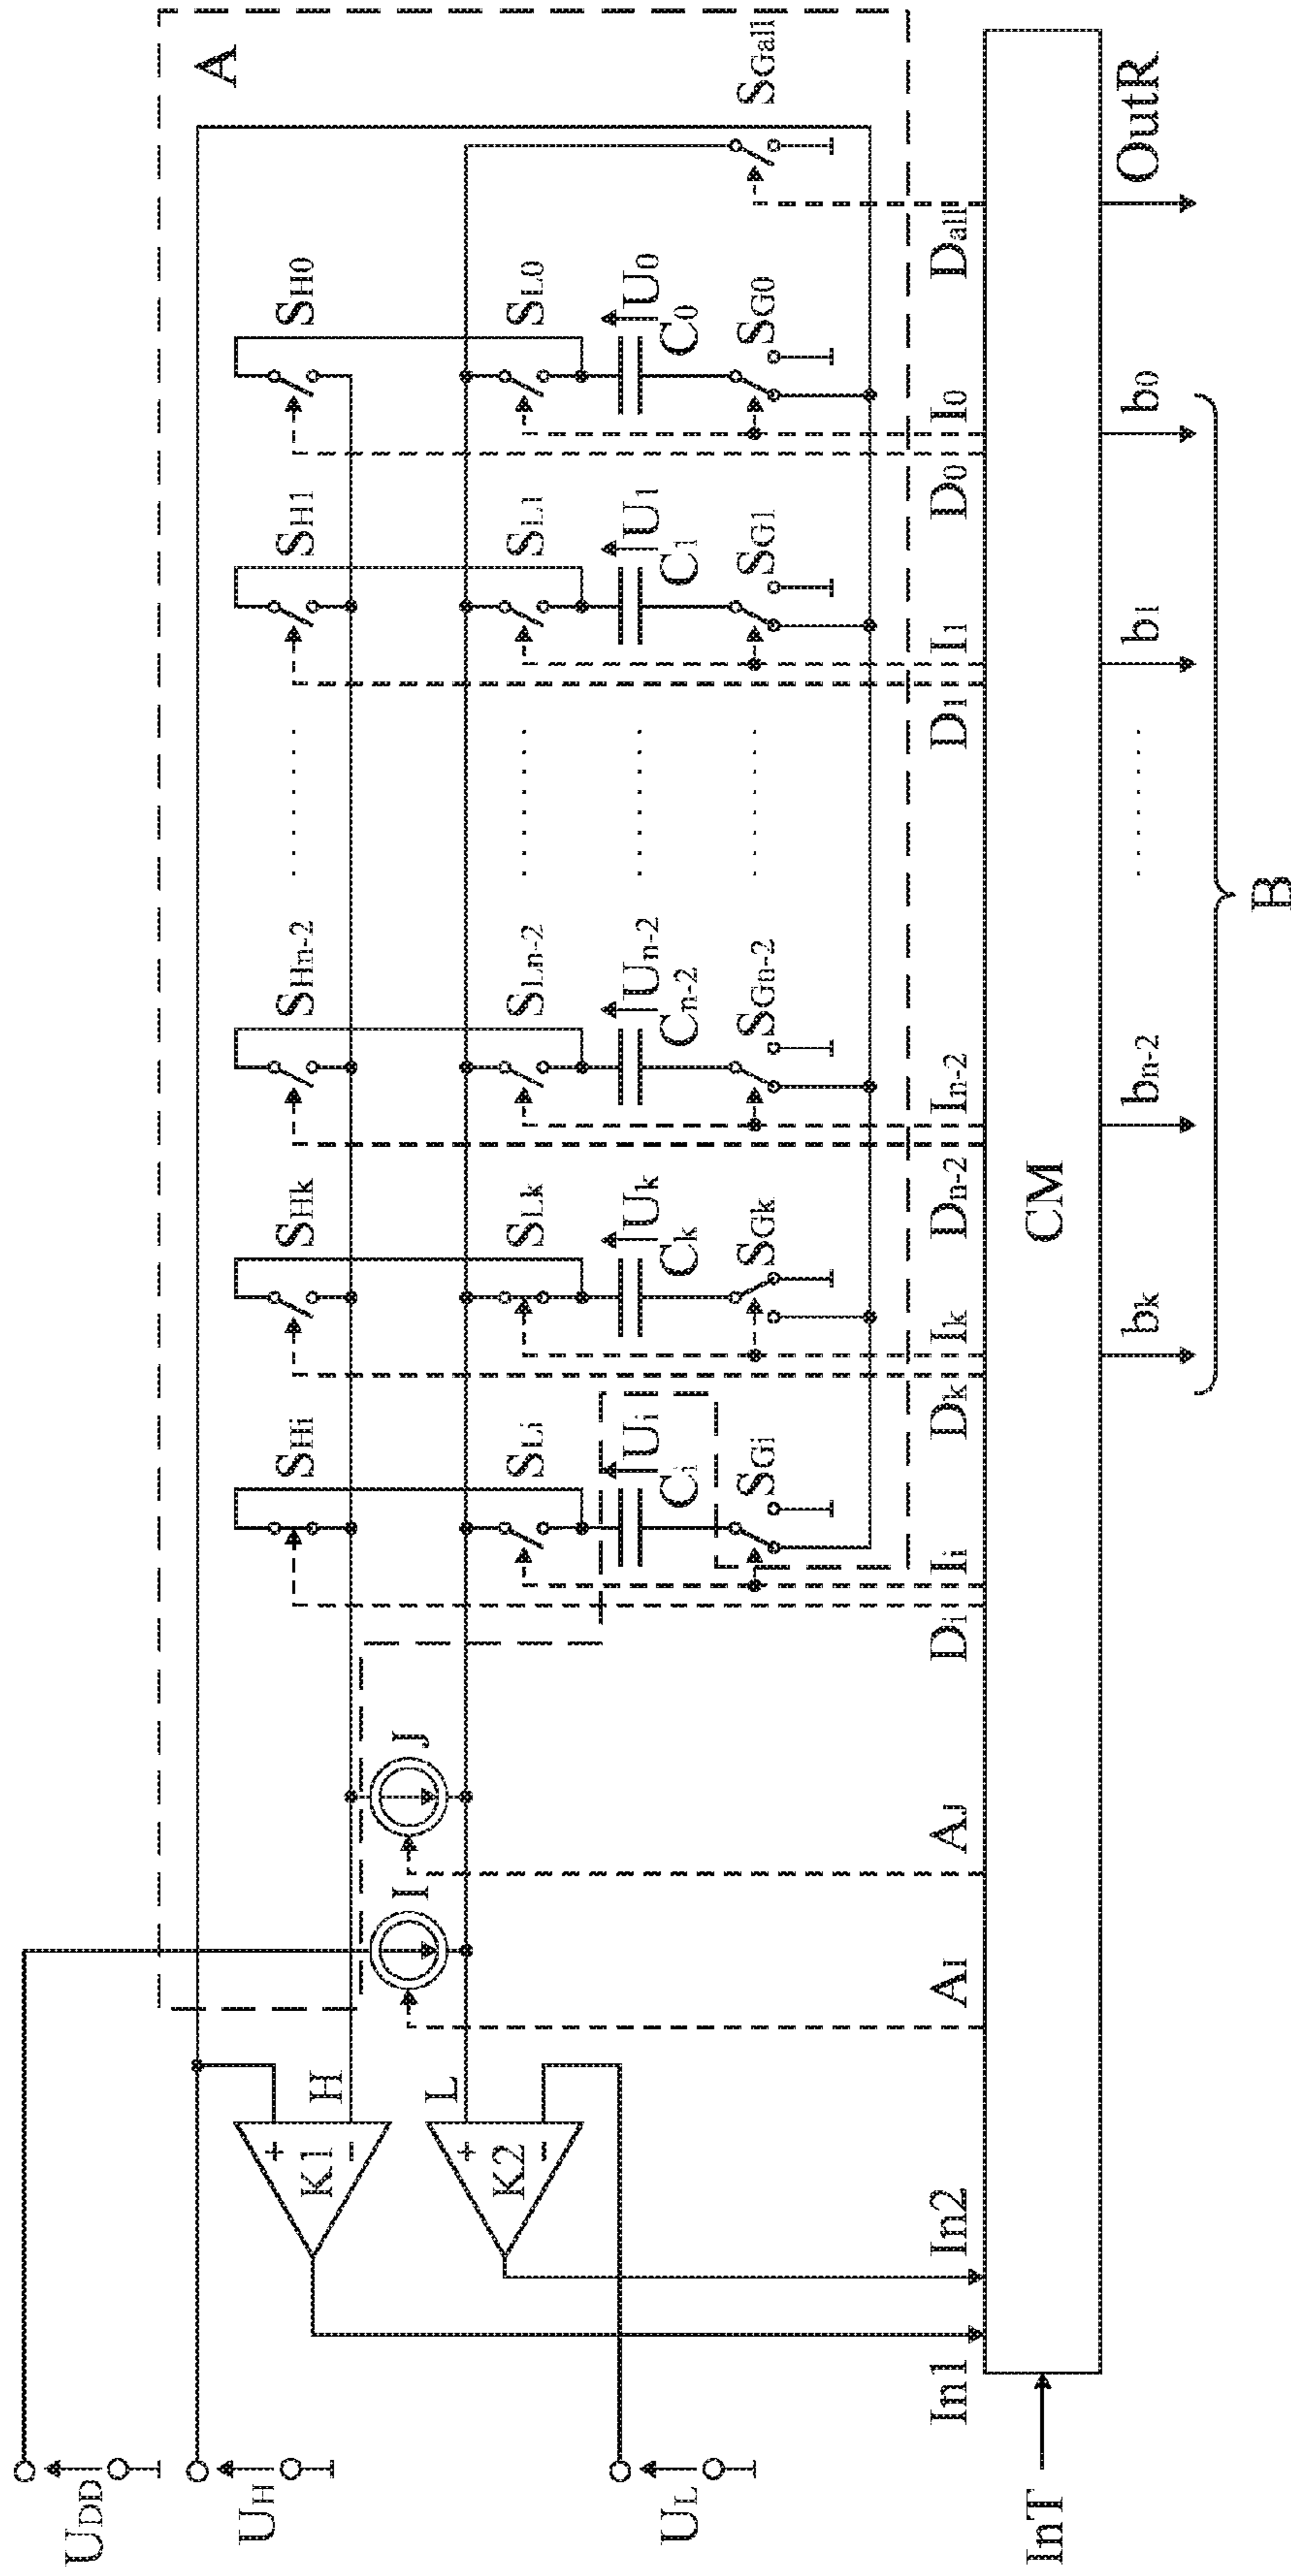 UDD
UH
UL
A
K1
+
−
H
K2
+
−
L
I
J
SHi
SHk
SHn-2
. . . . . . .
SH1
SH0
SLi
SLk
SLn-2
. . . . . . .
SL1
SL0
Ui
Uk
Un-2
U1
U0
Ci
Ck
Cn-2
. . . . . . .
C1
C0
SGi
SGk
SGn-2
. . . . . . .
SG1
SG0
SGall
In1
In2
AI
AJ
Di
Ii
Dk
Ik
Dn-2
In-2
D1
I1
D0
I0
Dall
InT
CM
bk
bn-2
. . . . . . .
b1
b0
OutR
B